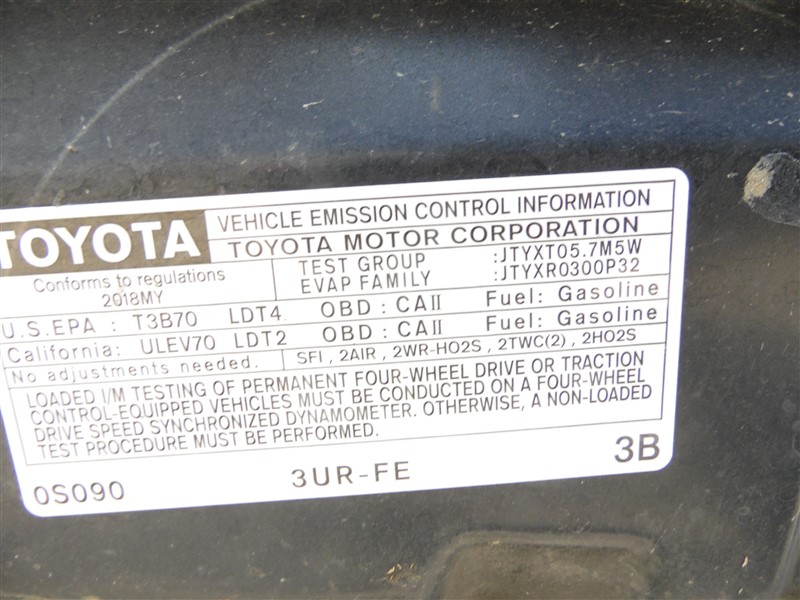 TOYOTA
VEHICLE EMISSION CONTROL INFORMATION
TOYOTA MOTOR CORPORATION
Conforms to regulations
2018MY
TEST GROUP :JTYXT05.7M5W
EVAP FAMILY :JTYXR0300P32
U.S.EPA : T3B70 LDT4 OBD : CAII Fuel: Gasoline
California: ULEV70 LDT2 OBD : CAII Fuel: Gasoline
No adjustments needed. SFI , 2AIR , 2WR-HO2S , 2TWC(2) , 2HO2S
LOADED I/M TESTING OF PERMANENT FOUR-WHEEL DRIVE OR TRACTION
CONTROL-EQUIPPED VEHICLES MUST BE CONDUCTED ON A FOUR-WHEEL
DRIVE SPEED SYNCHRONIZED DYNAMOMETER. OTHERWISE, A NON-LOADED
TEST PROCEDURE MUST BE PERFORMED.
0S090 3UR-FE 3B